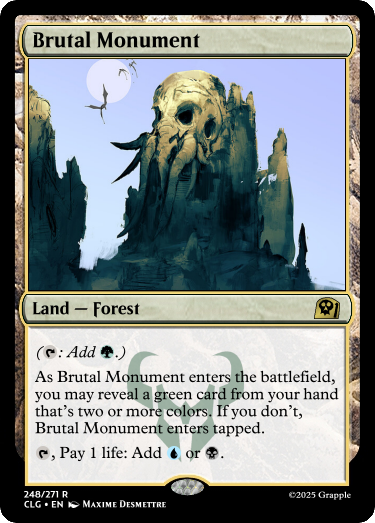 Brutal Monument
Land — Forest
(: Add .)
As Brutal Monument enters the battlefield,
you may reveal a green card from your hand
that's two or more colors. If you don't,
Brutal Monument enters tapped.
, Pay 1 life: Add or .
248/271 R
CLG • EN Maxime Desmettre
©2025 Grapple